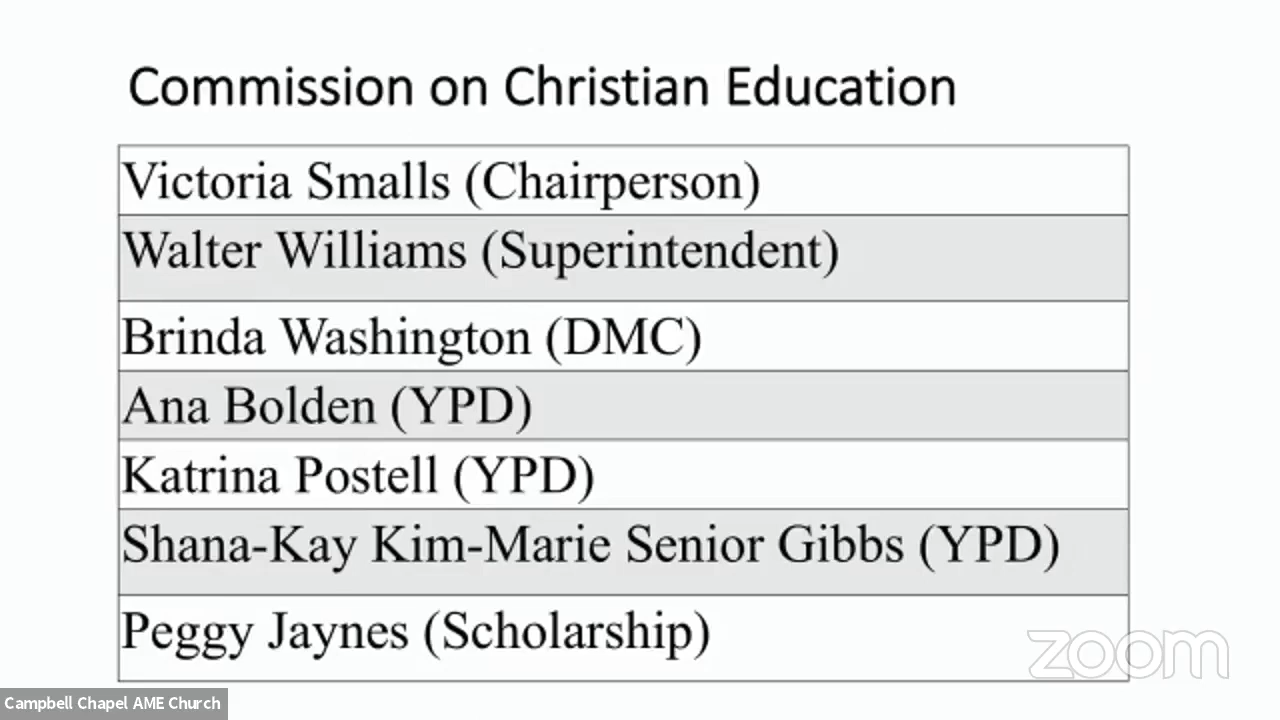 Commission on Christian Education
Victoria Smalls (Chairperson)
Walter Williams (Superintendent)
Brinda Washington (DMC)
Ana Bolden (YPD)
Katrina Postell (YPD)
Shana-Kay Kim-Marie Senior Gibbs (YPD)
Peggy Jaynes (Scholarship)
zoom
Campbell Chapel AME Church